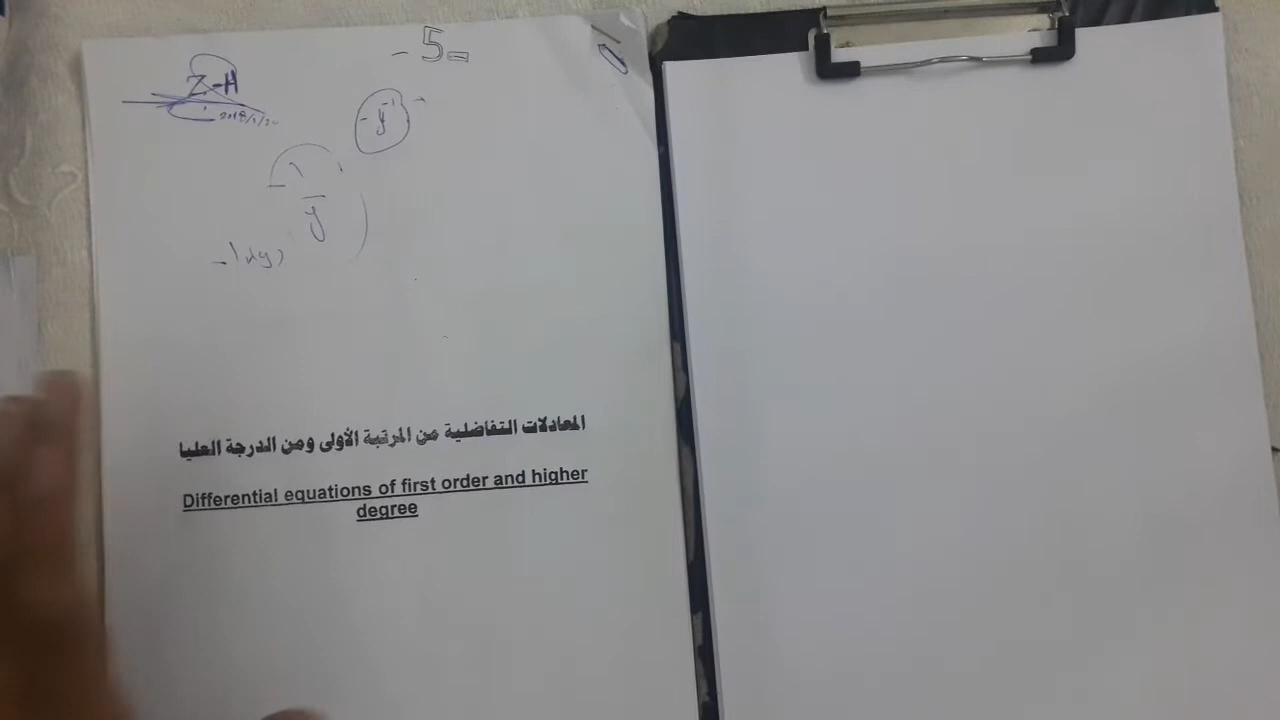 - 5 =
Z-H
المعادلات التفاضلية من المرتبة الأولى ومن الدرجة العليا
Differential equations of first order and higher
degree